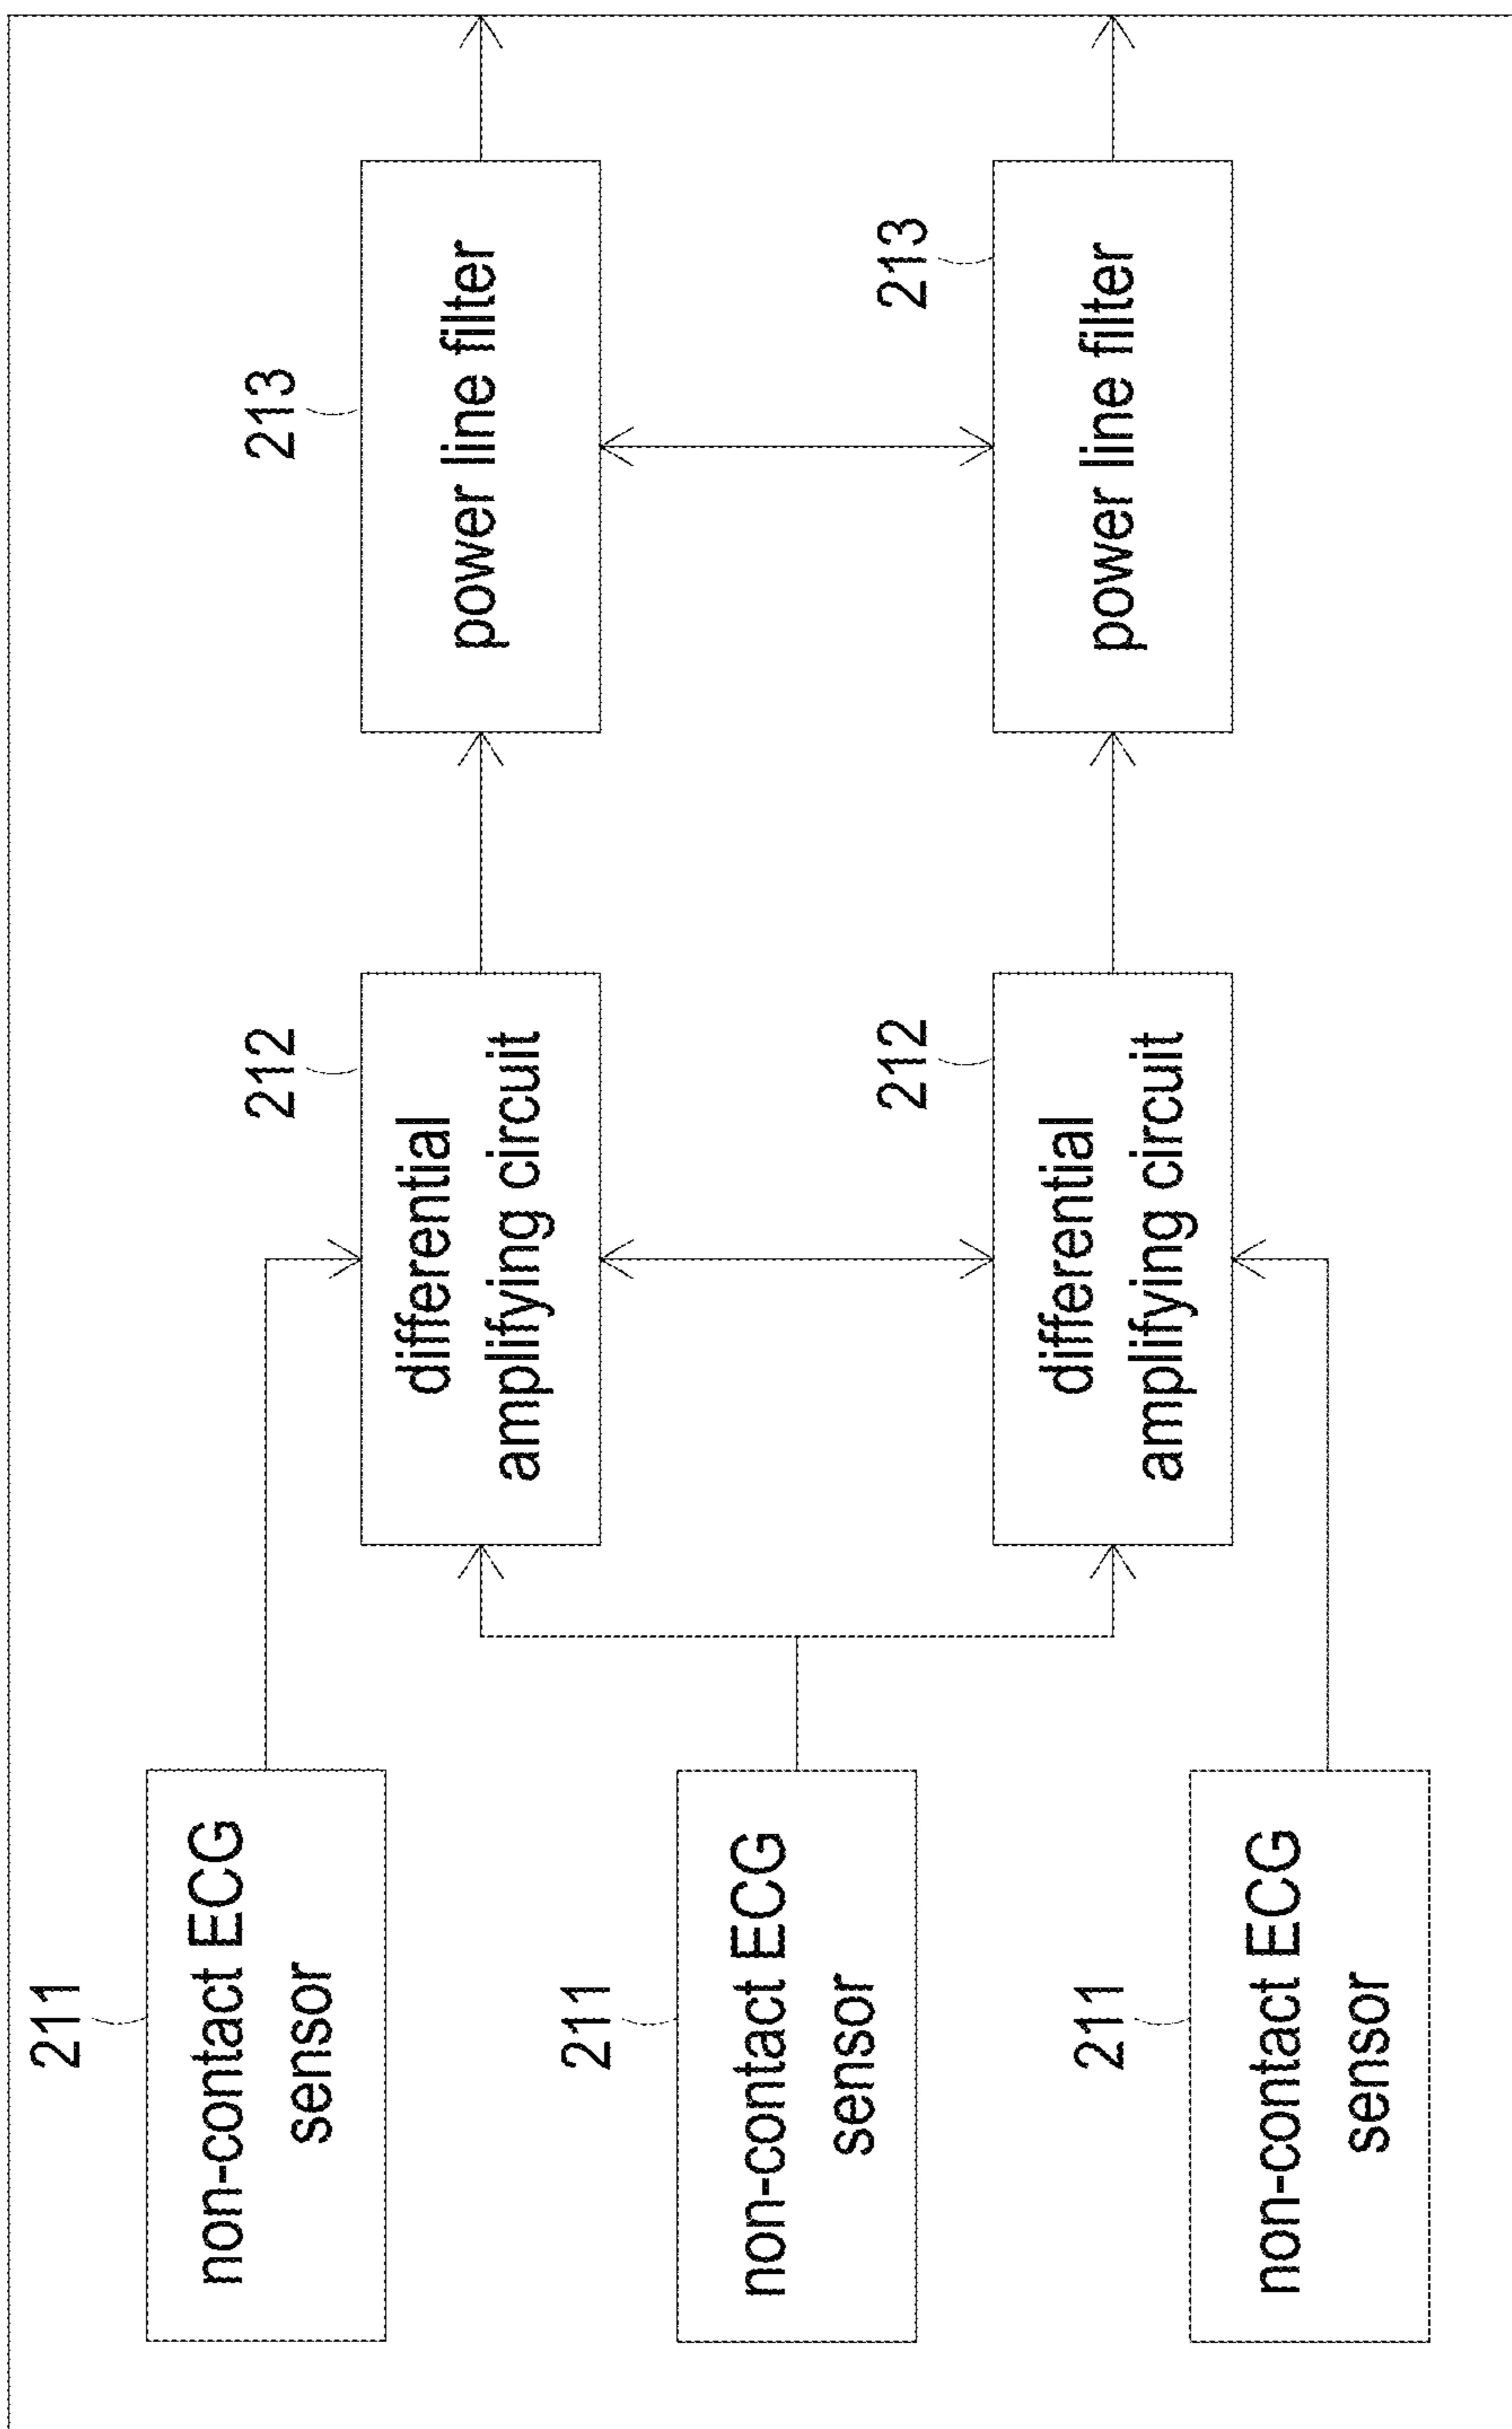 211
non-contact ECG
sensor
211
non-contact ECG
sensor
211
non-contact ECG
sensor
212
differential
amplifying circuit
212
differential
amplifying circuit
213
power line filter
213
power line filter